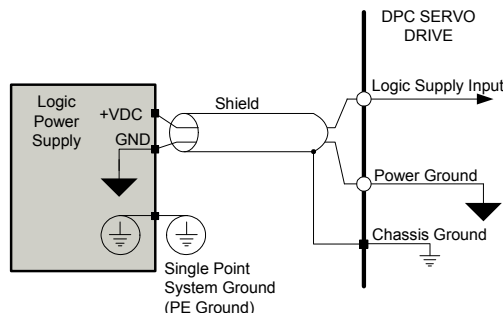 DPC SERVO
DRIVE
Logic
Power
Supply
+VDC
GND
Shield
Logic Supply Input
Power Ground
Chassis Ground
Single Point
System Ground
(PE Ground)